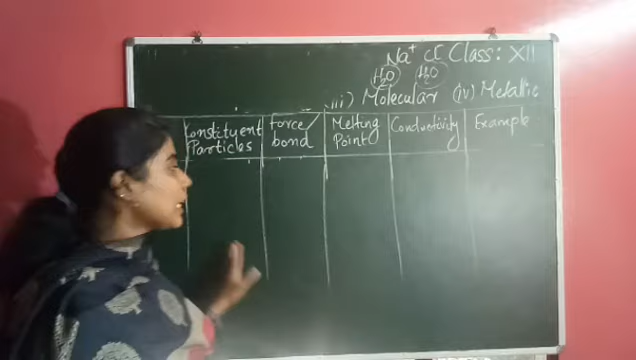 Na⁺ Cl⁻ Class: XII
H₂O H₂O
iii) Molecular (iv) Metallic
Constituent Particles
Force/ bond
Melting Point
Conductivity
Example